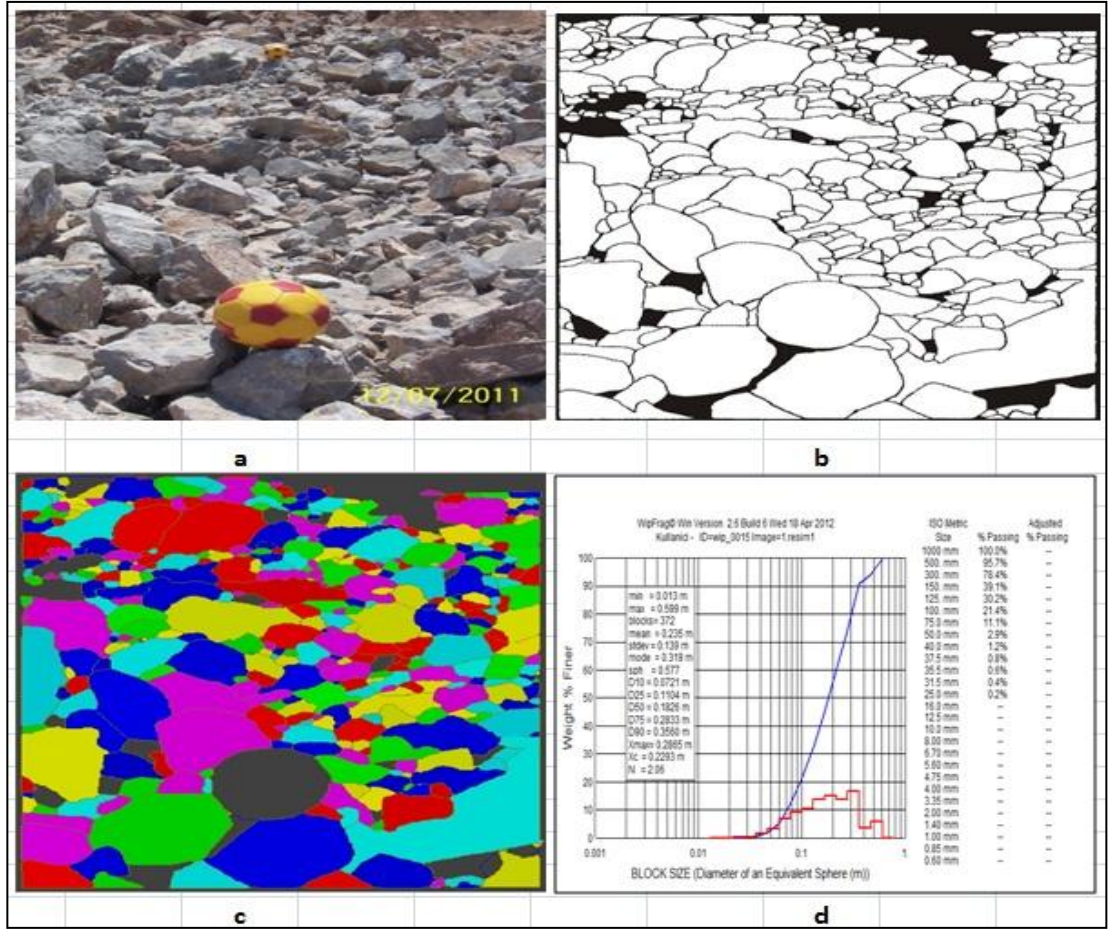 12/07/2011
a
b
WipFrag© Win Version 2.6 Build 6 Wed 18 Apr 2012
Kullanid - ID=wip_0015 Image=1.resim1
ISO Metric Adjusted
Size % Passing % Passing
1000 mm 100.0% --
500. mm 95.7% --
300. mm 78.4% --
150. mm 39.1% --
125. mm 30.2% --
100. mm 21.4% --
75.0 mm 11.1% --
50.0 mm 2.9% --
40.0 mm 1.2% --
37.5 mm 0.8% --
35.5 mm 0.6% --
31.5 mm 0.4% --
25.0 mm 0.2% --
16.0 mm -- --
12.5 mm -- --
10.0 mm -- --
8.00 mm -- --
6.70 mm -- --
5.60 mm -- --
4.75 mm -- --
4.00 mm -- --
3.35 mm -- --
2.00 mm -- --
1.40 mm -- --
1.00 mm -- --
0.85 mm -- --
0.60 mm -- --
100
90
80
70
60
50
40
30
20
10
0
Weight % Finer
min = 0.013 m
max = 0.599 m
blocks= 372
mean = 0.235 m
stdev = 0.139 m
mode = 0.318 m
sph = 0.577
D10 = 0.0721 m
D25 = 0.1104 m
D50 = 0.1826 m
D75 = 0.2833 m
D90 = 0.3560 m
Xmax= 0.2865 m
Xc = 0.2293 m
N = 2.06
0.001 0.01 0.1 1
BLOCK SIZE (Diameter of an Equivalent Sphere (m))
c
d